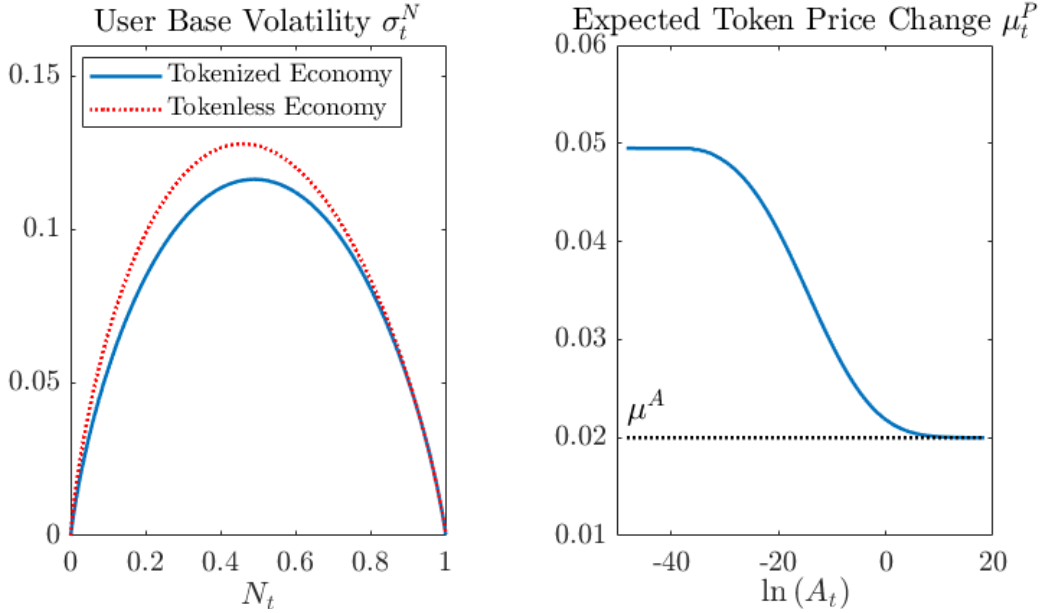 User Base Volatility σ_t^N
0.15
0.1
0.05
0
Tokenized Economy
Tokenless Economy
0 0.2 0.4 0.6 0.8 1
N_t
Expected Token Price Change μ_t^P
0.06
0.05
0.04
0.03
0.02
0.01
μ^A
-40 -20 0 20
ln (A_t)